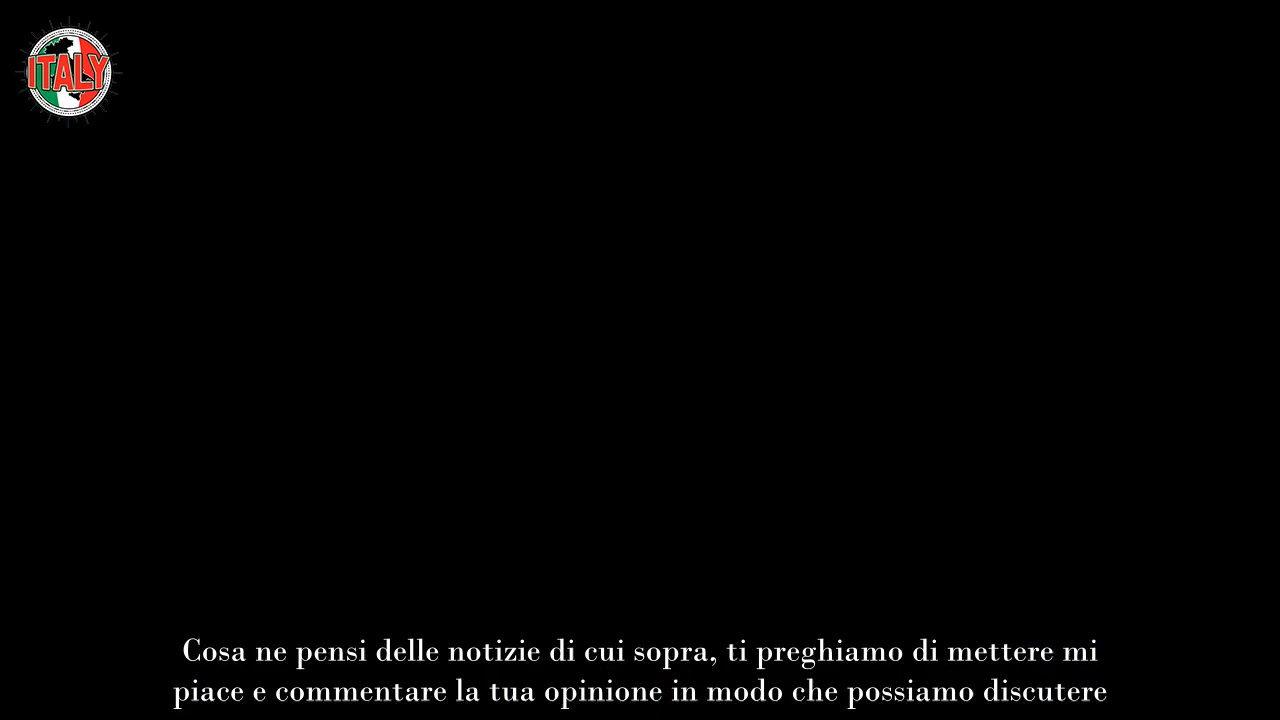 ITALY
Cosa ne pensi delle notizie di cui sopra, ti preghiamo di mettere mi
piace e commentare la tua opinione in modo che possiamo discutere